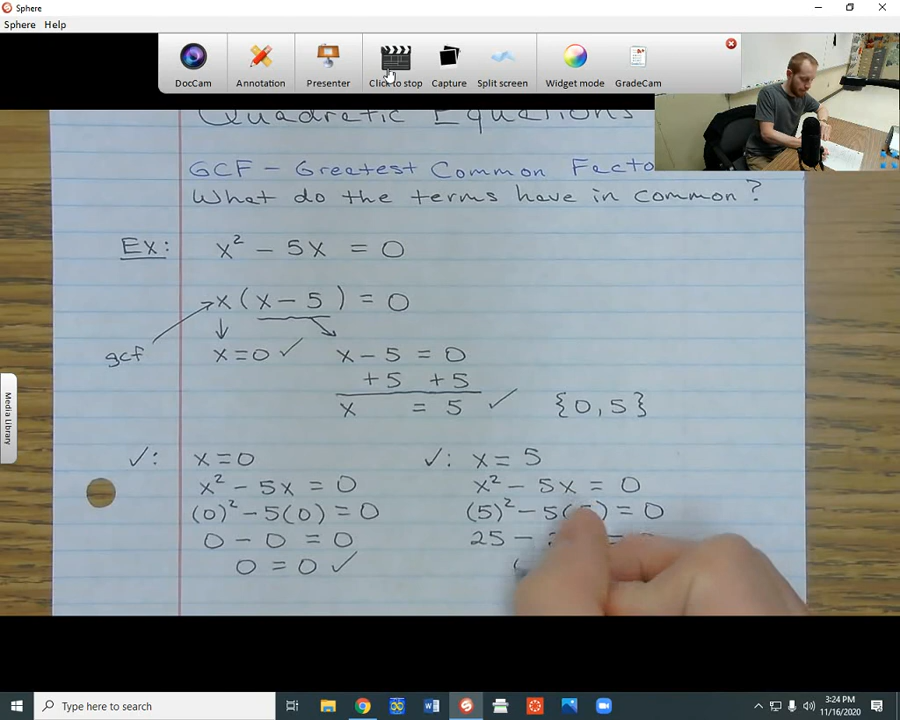 Sphere
Sphere Help
DocCam Annotation Presenter Click to stop Capture Split screen Widget mode GradeCam
Media Library
Quadratic Equations
GCF - Greatest Common Facto
What do the terms have in common?
Ex: x² - 5x = 0
x(x - 5) = 0
gcf x=0 ✓ x - 5 = 0
+5 +5
x = 5 ✓ {0, 5}
✓: x=0 ✓: x = 5
x² - 5x = 0 x² - 5x = 0
(0)² - 5(0) = 0 (5)² - 5(5) = 0
0 - 0 = 0 25 -
0 = 0 ✓
Type here to search
3:24 PM
11/16/2020